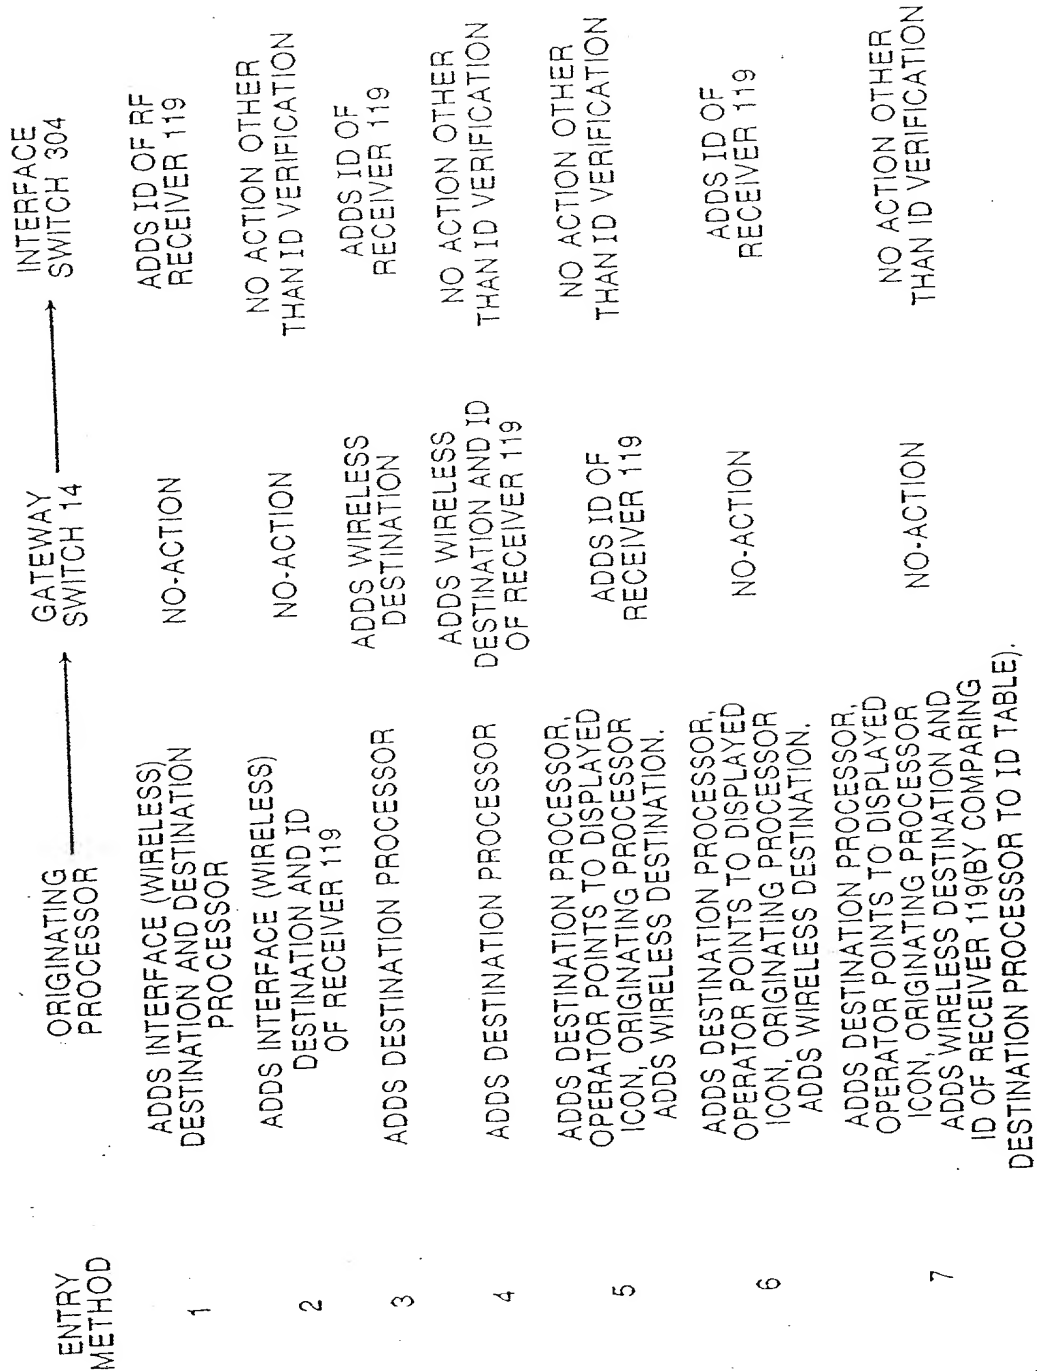 ENTRY
METHOD
ORIGINATING
PROCESSOR
GATEWAY
SWITCH 14
INTERFACE
SWITCH 304
1
ADDS INTERFACE (WIRELESS)
DESTINATION AND DESTINATION
PROCESSOR
NO-ACTION
ADDS ID OF RF
RECEIVER 119
2
ADDS INTERFACE (WIRELESS)
DESTINATION AND ID
OF RECEIVER 119
NO-ACTION
NO ACTION OTHER
THAN ID VERIFICATION
3
ADDS DESTINATION PROCESSOR
ADDS WIRELESS
DESTINATION
ADDS ID OF
RECEIVER 119
4
ADDS DESTINATION PROCESSOR
ADDS WIRELESS
DESTINATION AND ID
OF RECEIVER 119
NO ACTION OTHER
THAN ID VERIFICATION
5
ADDS DESTINATION PROCESSOR,
OPERATOR POINTS TO DISPLAYED
ICON, ORIGINATING PROCESSOR
ADDS WIRELESS DESTINATION.
ADDS ID OF
RECEIVER 119
NO ACTION OTHER
THAN ID VERIFICATION
6
ADDS DESTINATION PROCESSOR,
OPERATOR POINTS TO DISPLAYED
ICON, ORIGINATING PROCESSOR
ADDS WIRELESS DESTINATION.
NO-ACTION
ADDS ID OF
RECEIVER 119
7
ADDS DESTINATION PROCESSOR,
OPERATOR POINTS TO DISPLAYED
ICON, ORIGINATING PROCESSOR
ADDS WIRELESS DESTINATION AND
ID OF RECEIVER 119(BY COMPARING
DESTINATION PROCESSOR TO ID TABLE).
NO-ACTION
NO ACTION OTHER
THAN ID VERIFICATION